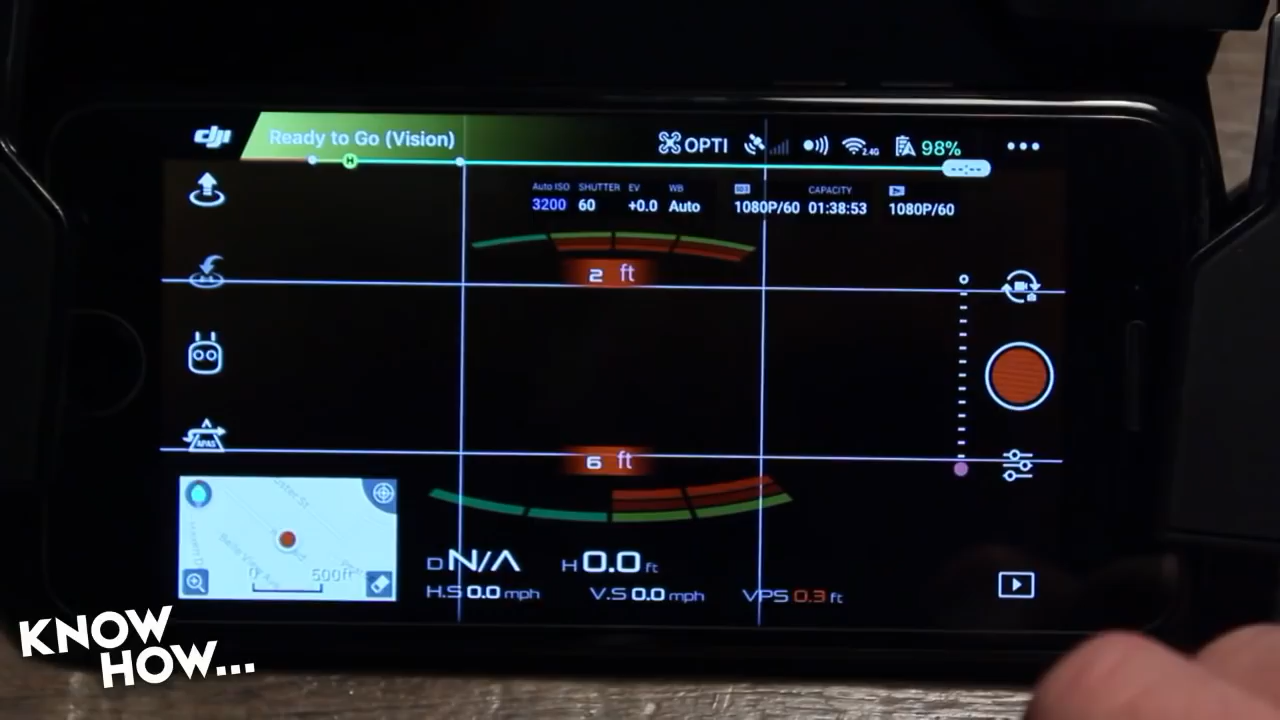 dji Ready to Go (Vision) OPTI 2.4G 98%
H --:--
Auto ISO SHUTTER EV WB CAPACITY
3200 60 +0.0 Auto 1080P/60 01:38:53 1080P/60
2 ft
APAS
6 ft
0 500ft
D N/A H 0.0 ft
H.S 0.0 mph V.S 0.0 mph VPS 0.3 ft
KNOW
HOW...